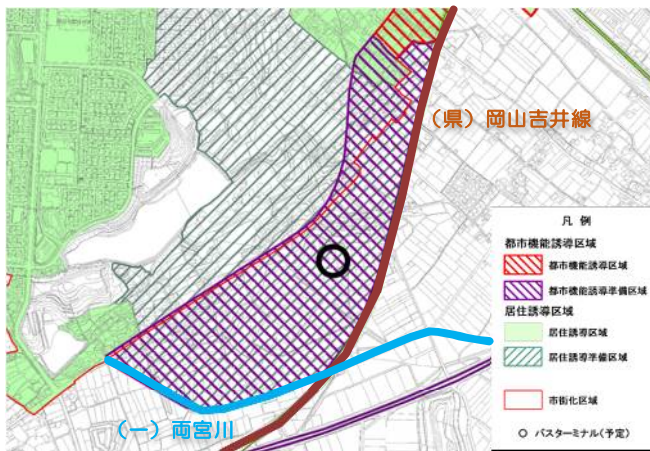 （県）岡山吉井線
凡 例
都市機能誘導区域
都市機能誘導区域
都市機能誘導準備区域
居住誘導区域
居住誘導区域
居住誘導準備区域
市街化区域
バスターミナル(予定)
（一）両宮川